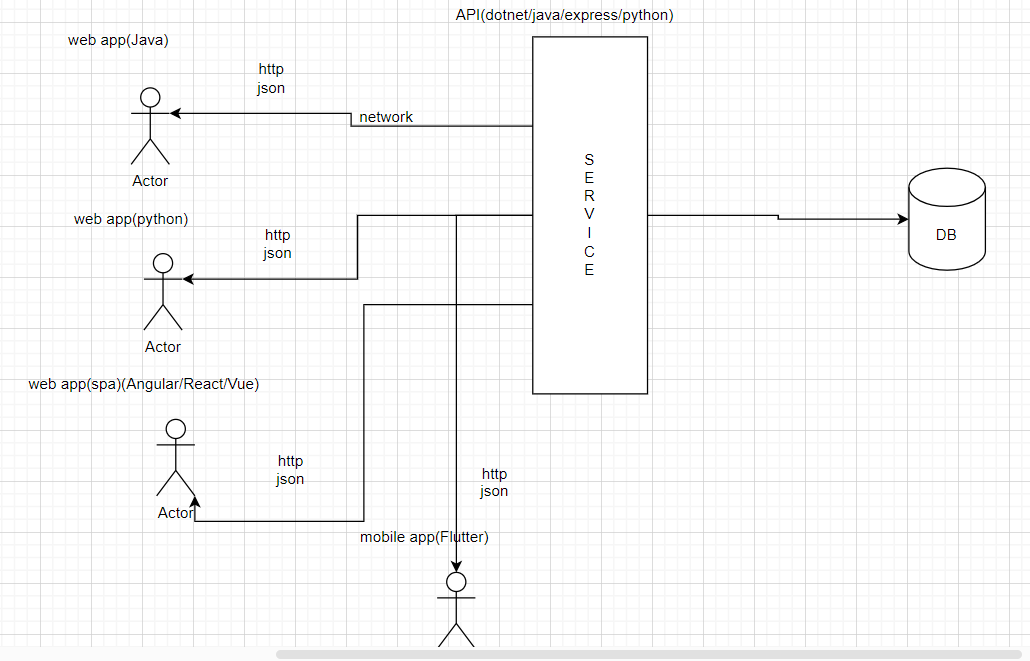 API(dotnet/java/express/python)
web app(Java)
http
json
network
Actor
S
E
R
V
I
C
E
web app(python)
http
json
DB
Actor
web app(spa)(Angular/React/Vue)
http
json
http
json
Actor
mobile app(Flutter)